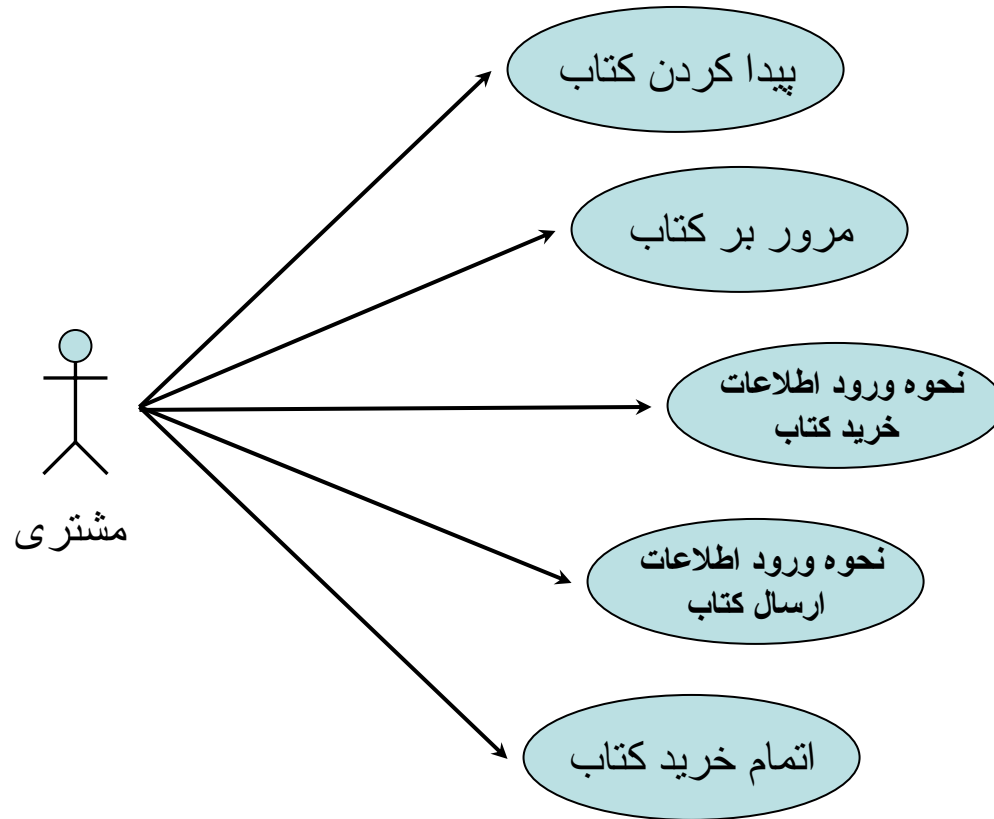 پیدا کردن کتاب
مرور بر کتاب
نحوه ورود اطلاعات
خرید کتاب
مشتری
نحوه ورود اطلاعات
ارسال کتاب
اتمام خرید کتاب